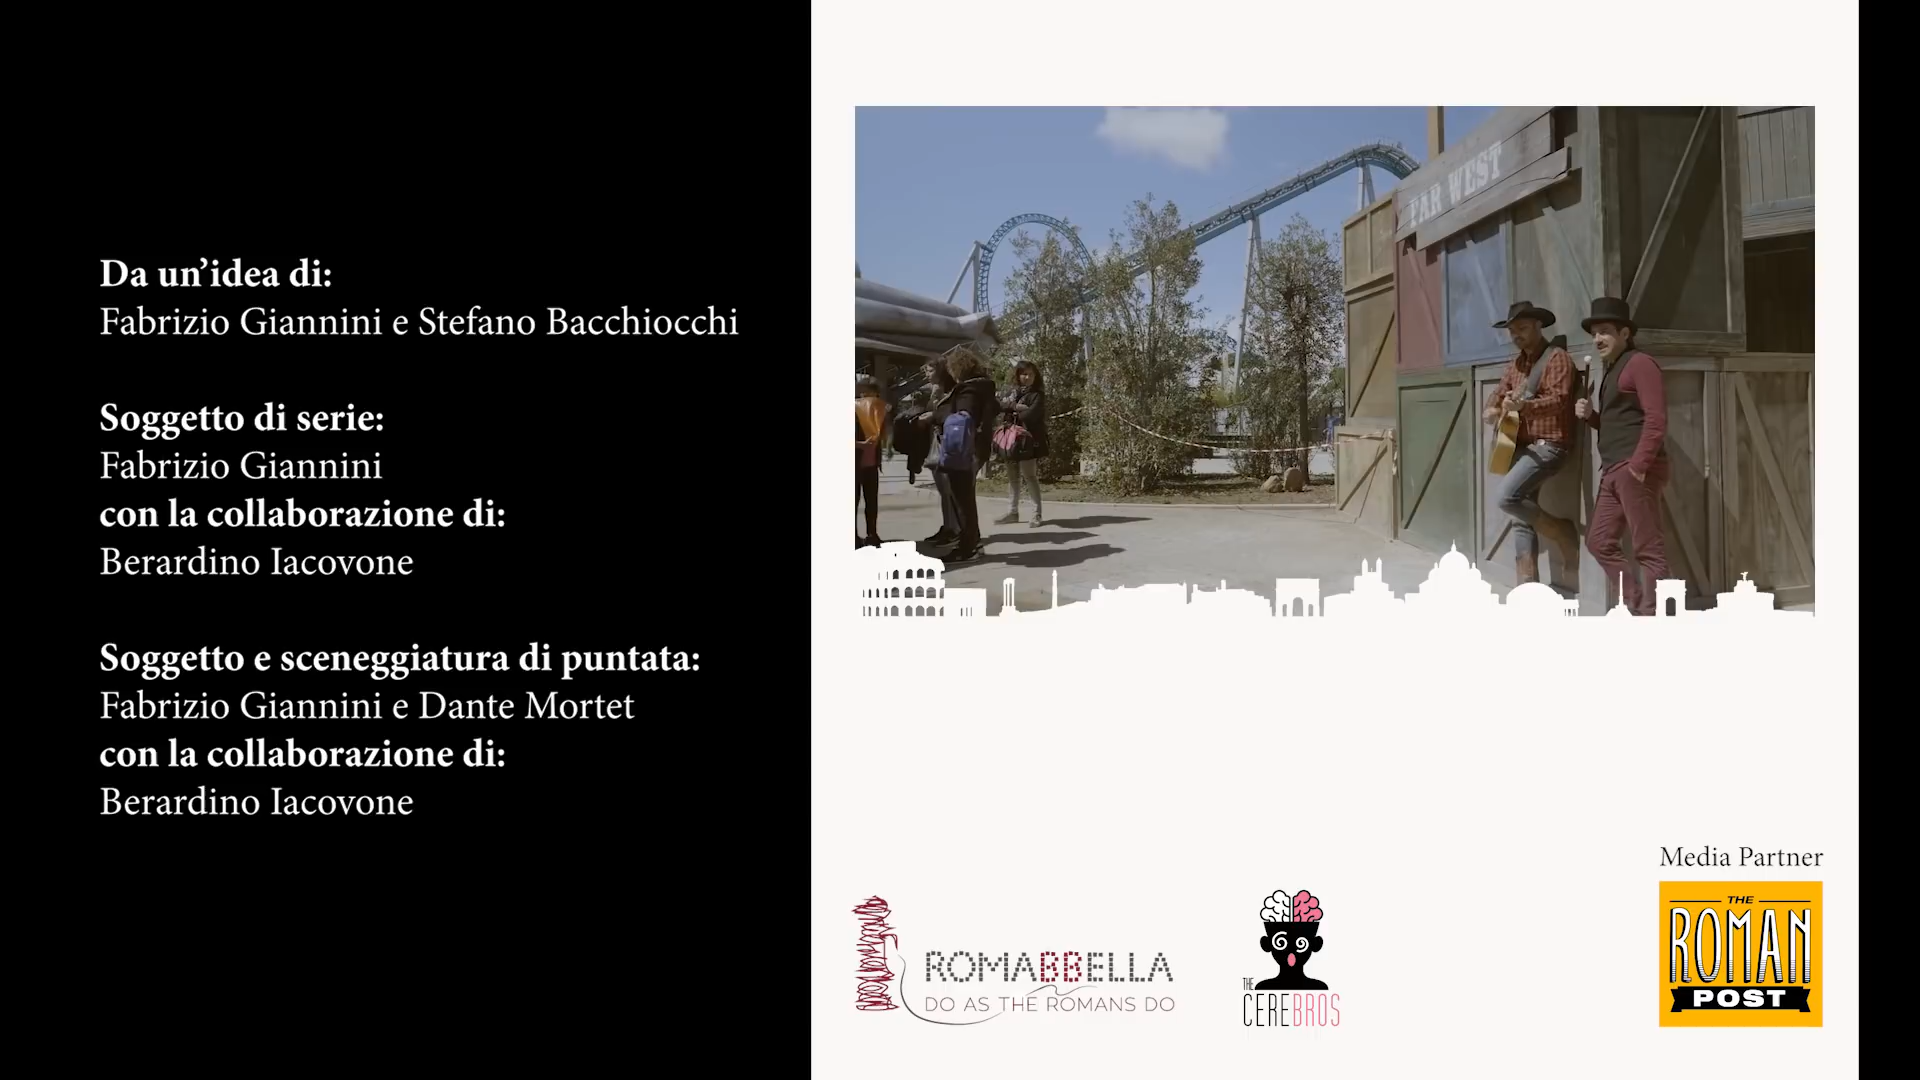 Da un’idea di:
Fabrizio Giannini e Stefano Bacchiocchi
Soggetto di serie:
Fabrizio Giannini
con la collaborazione di:
Berardino Iacovone
Soggetto e sceneggiatura di puntata:
Fabrizio Giannini e Dante Mortet
con la collaborazione di:
Berardino Iacovone
FAR WEST
ROMABBELLA
DO AS THE ROMANS DO
THE
CEREBROS
Media Partner
THE
ROMAN
POST